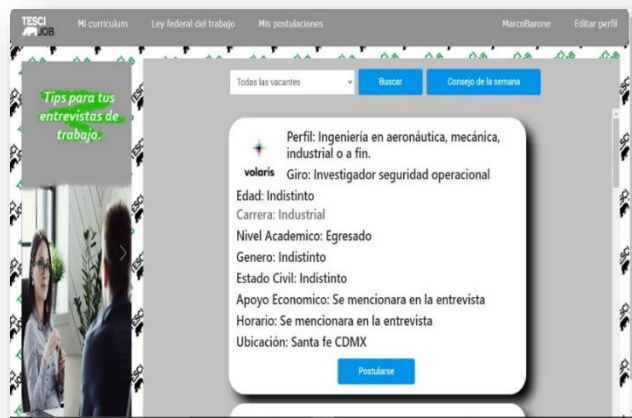 TESCI
JOB
Mi curriculum
Ley federal del trabajo
Mis postulaciones
MarcoBarone
Editar perfil
Tips para tus
entrevistas de
trabajo.
Todas las vacantes
Buscar
Consejo de la semana
volaris
Perfil: Ingeniería en aeronáutica, mecánica,
industrial o a fin.
Giro: Investigador seguridad operacional
Edad: Indistinto
Carrera: Industrial
Nivel Academico: Egresado
Genero: Indistinto
Estado Civil: Indistinto
Apoyo Economico: Se mencionara en la entrevista
Horario: Se mencionara en la entrevista
Ubicación: Santa fe CDMX
Postularse